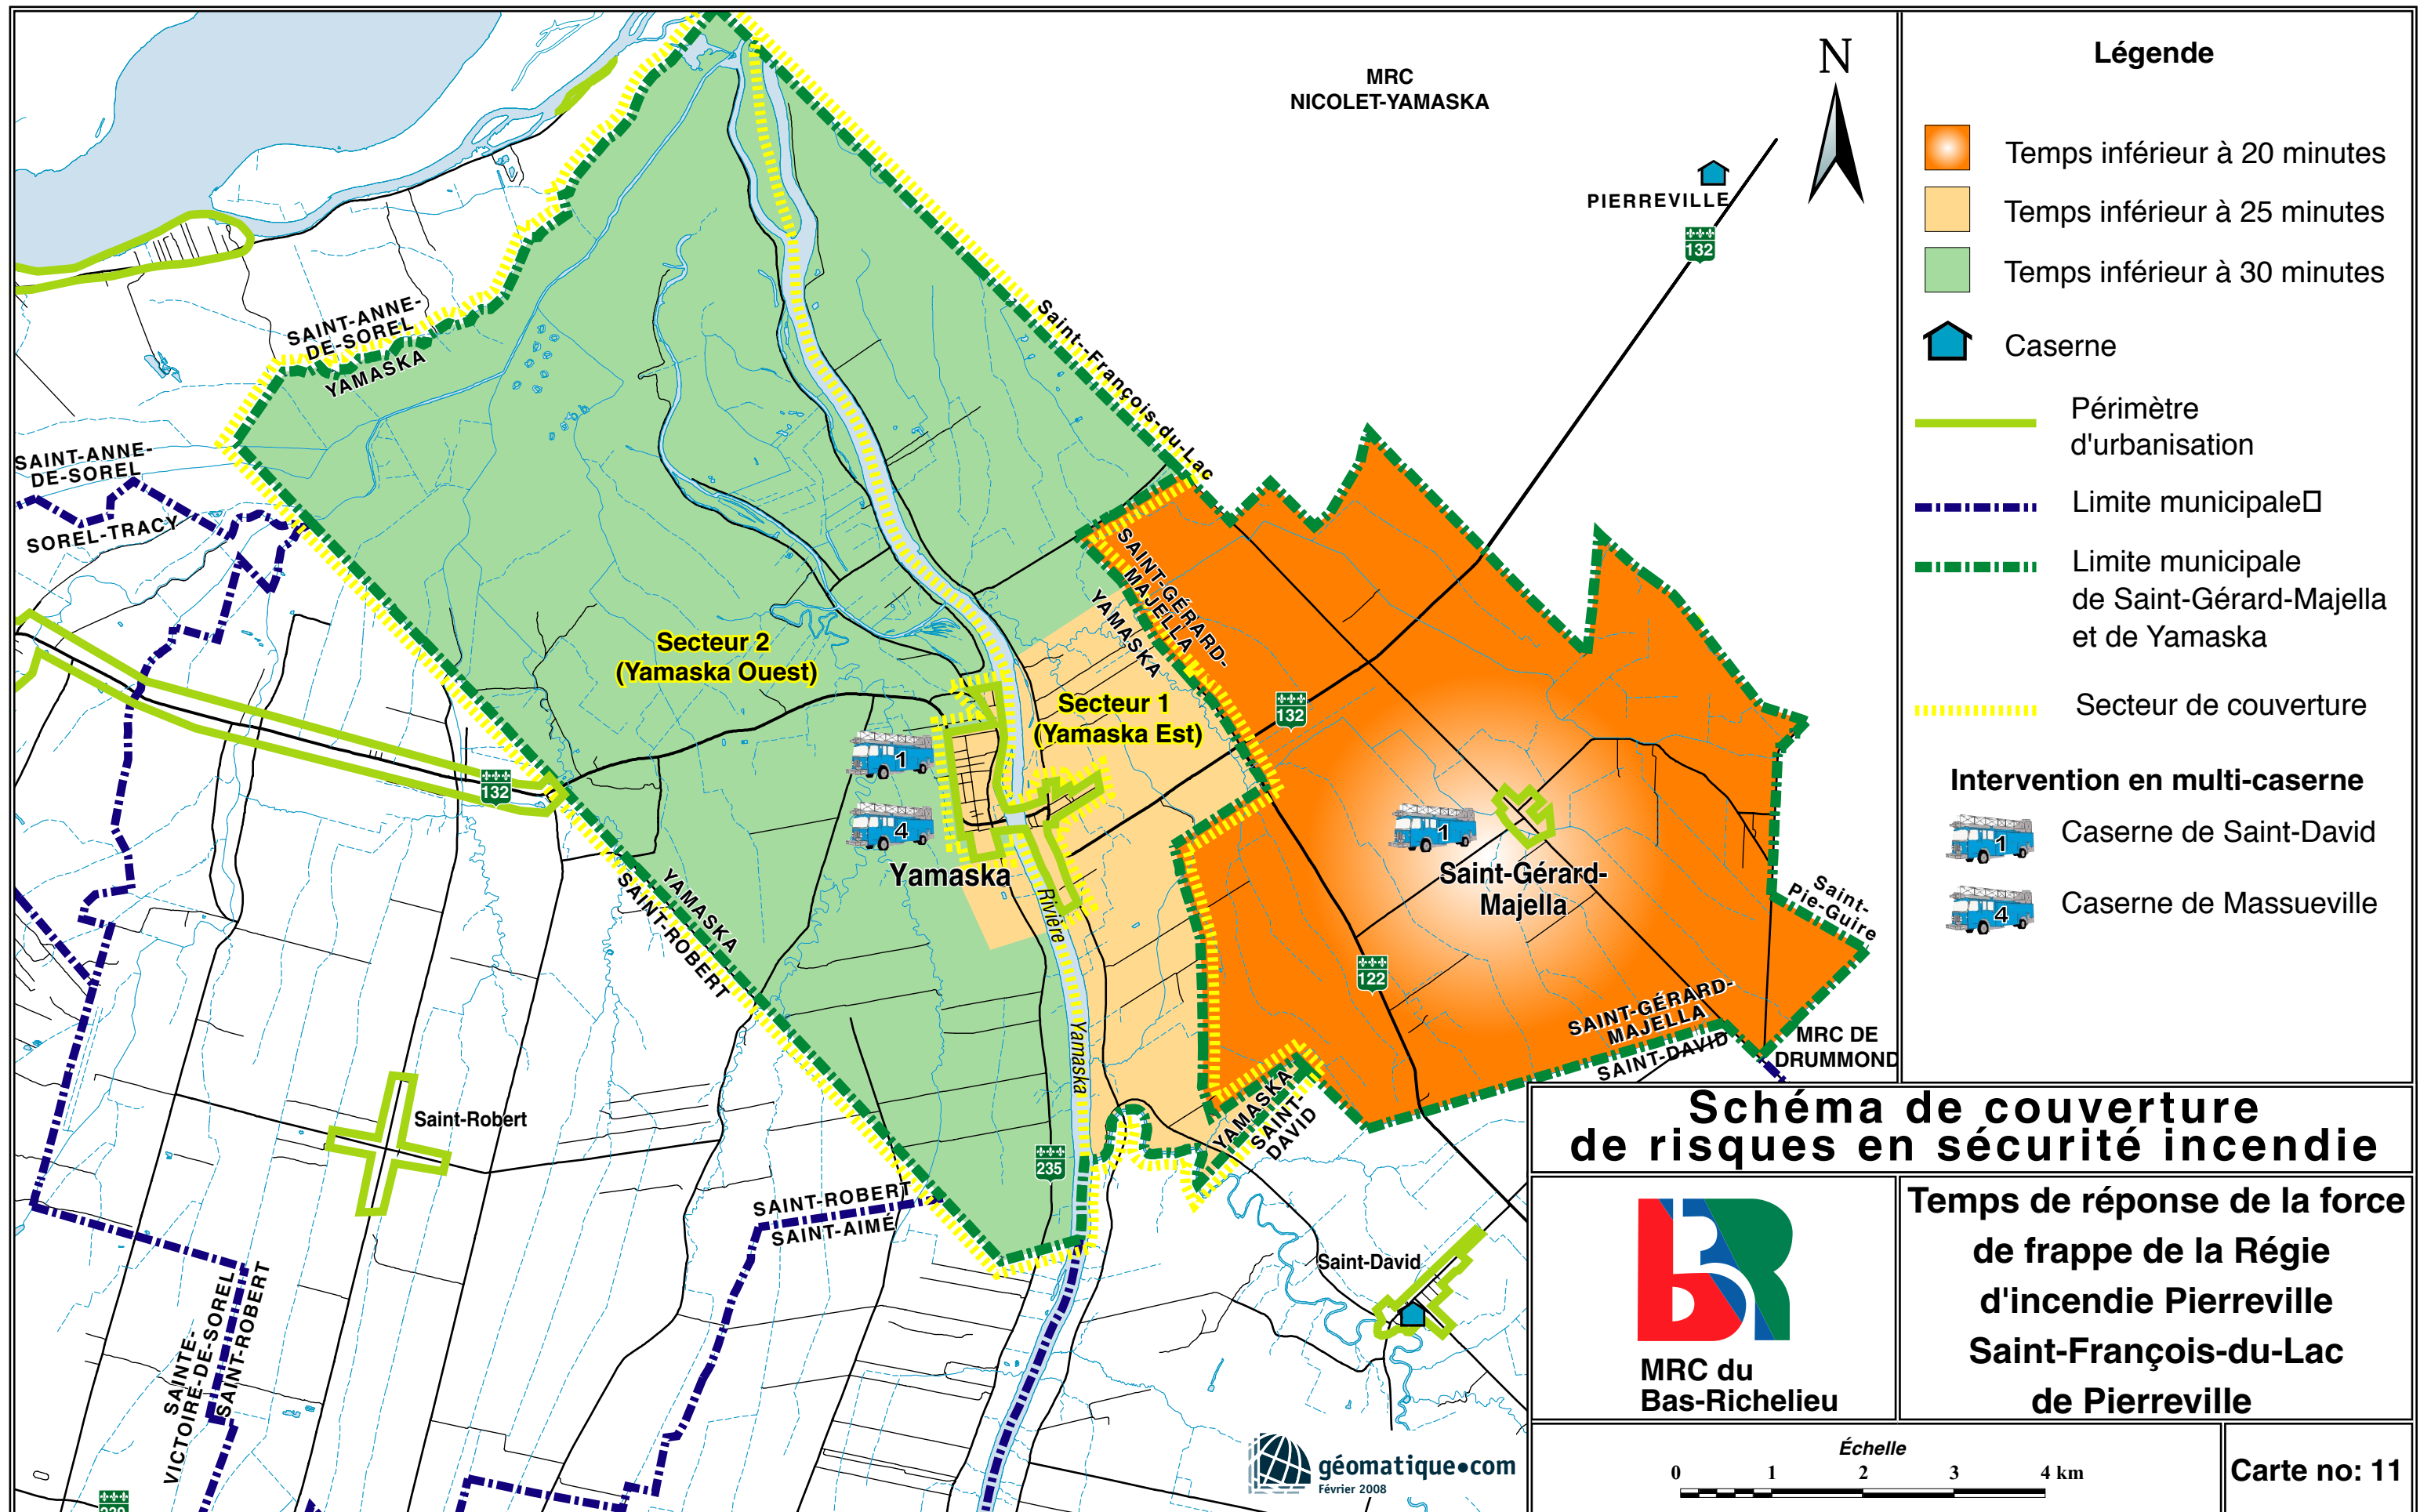 MRC
NICOLET-YAMASKA
N
PIERREVILLE
132
Saint--François-du-Lac
SAINT-ANNE-
DE-SOREL
YAMASKA
SAINT-ANNE-
DE-SOREL
SOREL-TRACY
SAINT-GÉRARD-
MAJELLA
YAMASKA
Secteur 2
(Yamaska Ouest)
Secteur 1
(Yamaska Est)
132
132
1
4
Yamaska
1
Saint-Gérard-
Majella
Rivière
Yamaska
YAMASKA
SAINT-ROBERT
122
Saint-
Pie-Guire
SAINT-GÉRARD-
MAJELLA
SAINT-DAVID
MRC DE
DRUMMOND
YAMASKA
SAINT-
DAVID
Saint-Robert
235
SAINT-ROBERT
SAINT-AIMÉ
Saint-David
SAINTE-
VICTOIRE-DE-SOREL
SAINT-ROBERT
géomatique•com
Février 2008
Légende
Temps inférieur à 20 minutes
Temps inférieur à 25 minutes
Temps inférieur à 30 minutes
Caserne
Périmètre
d'urbanisation
Limite municipale
Limite municipale
de Saint-Gérard-Majella
et de Yamaska
Secteur de couverture
Intervention en multi-caserne
1
Caserne de Saint-David
4
Caserne de Massueville
Schéma de couverture
de risques en sécurité incendie
MRC du
Bas-Richelieu
Temps de réponse de la force
de frappe de la Régie
d'incendie Pierreville
Saint-François-du-Lac
de Pierreville
Échelle
0 1 2 3 4 km
Carte no: 11